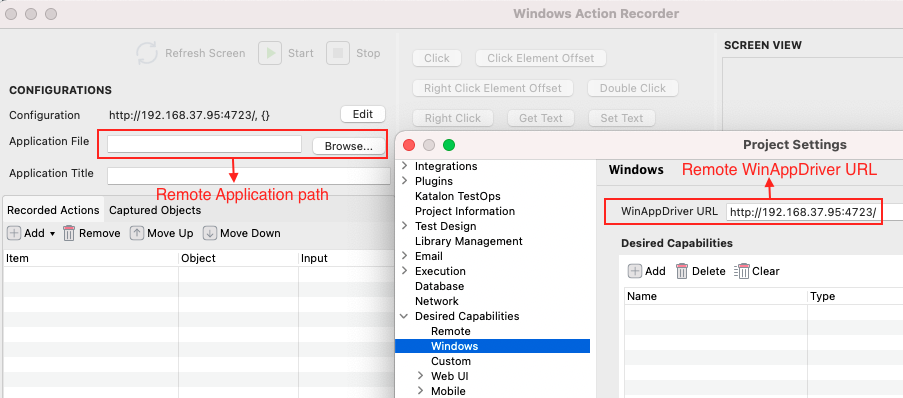 Windows Action Recorder
Refresh Screen
Start
Stop
Click
Click Element Offset
Right Click Element Offset
Double Click
Right Click
Get Text
Set Text
SCREEN VIEW
CONFIGURATIONS
Configuration
http://192.168.37.95:4723/, {}
Edit
Application File
Browse...
Application Title
Remote Application path
Recorded Actions
Captured Objects
Add
Remove
Move Up
Move Down
Item
Object
Input
Project Settings
Integrations
Plugins
Katalon TestOps
Project Information
Test Design
Library Management
Email
Execution
Database
Network
Desired Capabilities
Remote
Windows
Custom
Web UI
Mobile
Windows
Remote WinAppDriver URL
WinAppDriver URL
http://192.168.37.95:4723/
Desired Capabilities
Add
Delete
Clear
Name
Type